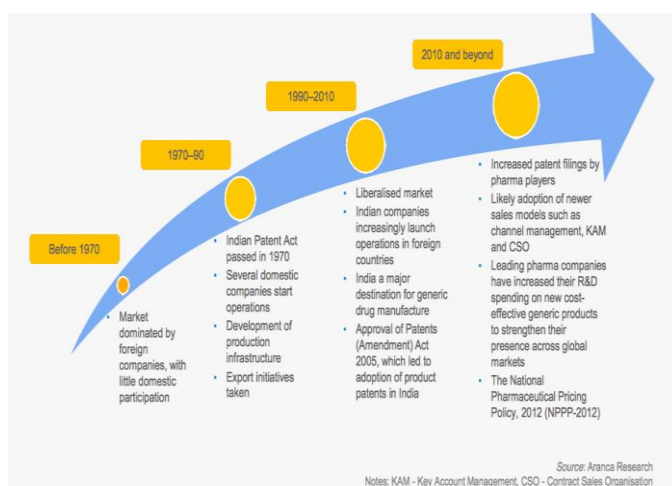 2010 and beyond
1990–2010
1970–90
Before 1970
• Market
dominated by
foreign
companies, with
little domestic
participation
• Indian Patent Act
passed in 1970
• Several domestic
companies start
operations
• Development of
production
infrastructure
• Export initiatives
taken
• Liberalised market
• Indian companies
increasingly launch
operations in foreign
countries
• India a major
destination for generic
drug manufacture
• Approval of Patents
(Amendment) Act
2005, which led to
adoption of product
patents in India
• Increased patent filings by
pharma players
• Likely adoption of newer
sales models such as
channel management, KAM
and CSO
• Leading pharma companies
have increased their R&D
spending on new cost-
effective generic products
to strengthen their
presence across global
markets
• The National
Pharmaceutical Pricing
Policy, 2012 (NPPP-2012)
Source: Aranca Research
Notes: KAM - Key Account Management, CSO - Contract Sales Organisation